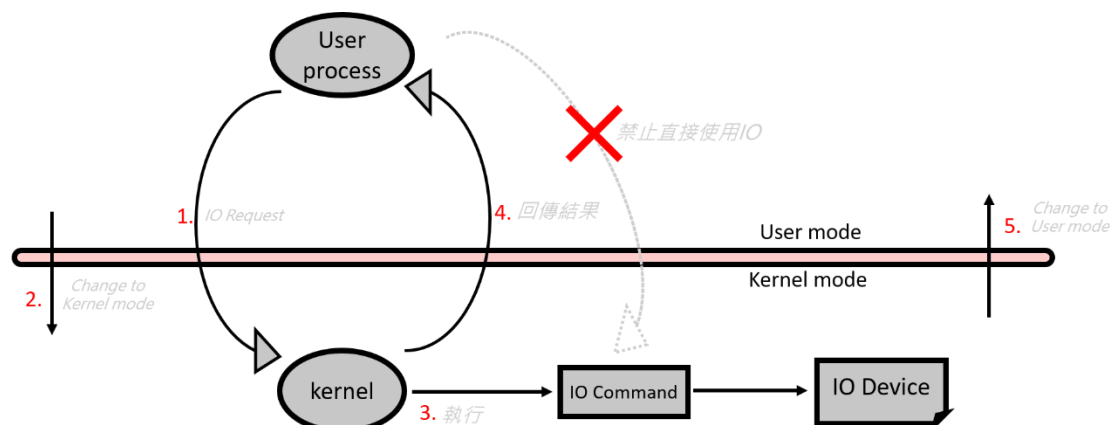 User
process
禁止直接使用IO
1. IO Request
4. 回傳結果
User mode
5. Change to
User mode
Kernel mode
2. Change to
Kernel mode
kernel
3. 執行
IO Command
IO Device